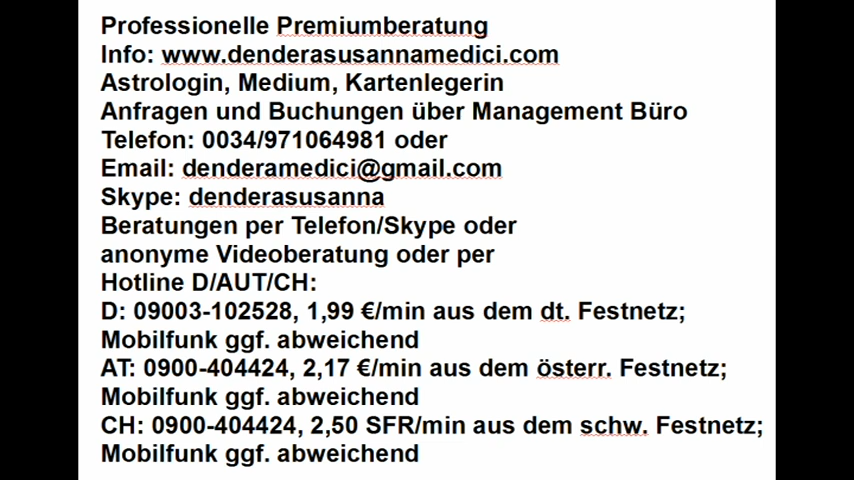 Professionelle Premiumberatung
Info: www.denderasusannamedici.com
Astrologin, Medium, Kartenlegerin
Anfragen und Buchungen über Management Büro
Telefon: 0034/971064981 oder
Email: denderamedici@gmail.com
Skype: denderasusanna
Beratungen per Telefon/Skype oder
anonyme Videoberatung oder per
Hotline D/AUT/CH:
D: 09003-102528, 1,99 €/min aus dem dt. Festnetz;
Mobilfunk ggf. abweichend
AT: 0900-404424, 2,17 €/min aus dem österr. Festnetz;
Mobilfunk ggf. abweichend
CH: 0900-404424, 2,50 SFR/min aus dem schw. Festnetz;
Mobilfunk ggf. abweichend